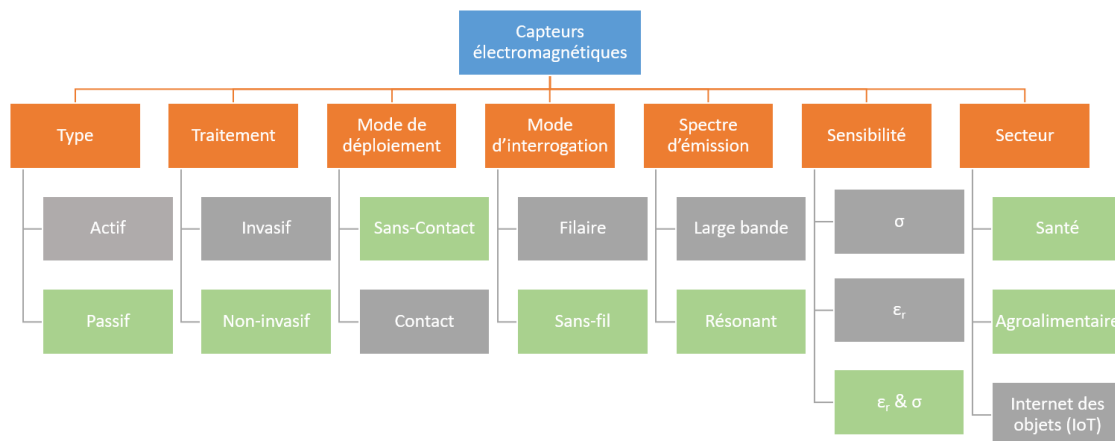 Capteurs
électromagnétiques
Type
Traitement
Mode de
déploiement
Mode
d'interrogation
Spectre
d'émission
Sensibilité
Secteur
Actif
Invasif
Sans-Contact
Filaire
Large bande
σ
Santé
Passif
Non-invasif
Contact
Sans-fil
Résonant
εr
Agroalimentaire
εr & σ
Internet des
objets (IoT)